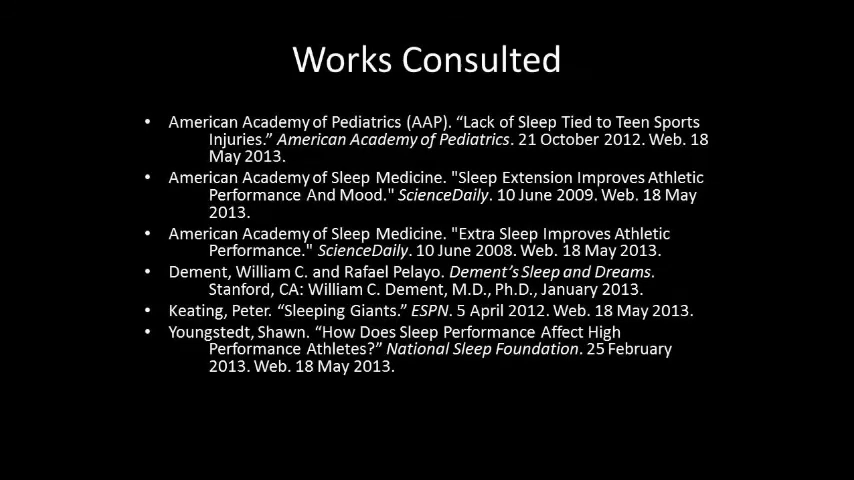 Works Consulted
• American Academy of Pediatrics (AAP). “Lack of Sleep Tied to Teen Sports
Injuries.” American Academy of Pediatrics. 21 October 2012. Web. 18
May 2013.
• American Academy of Sleep Medicine. "Sleep Extension Improves Athletic
Performance And Mood." ScienceDaily. 10 June 2009. Web. 18 May
2013.
• American Academy of Sleep Medicine. "Extra Sleep Improves Athletic
Performance." ScienceDaily. 10 June 2008. Web. 18 May 2013.
• Dement, William C. and Rafael Pelayo. Dement’s Sleep and Dreams.
Stanford, CA: William C. Dement, M.D., Ph.D., January 2013.
• Keating, Peter. “Sleeping Giants.” ESPN. 5 April 2012. Web. 18 May 2013.
• Youngstedt, Shawn. “How Does Sleep Performance Affect High
Performance Athletes?” National Sleep Foundation. 25 February
2013. Web. 18 May 2013.